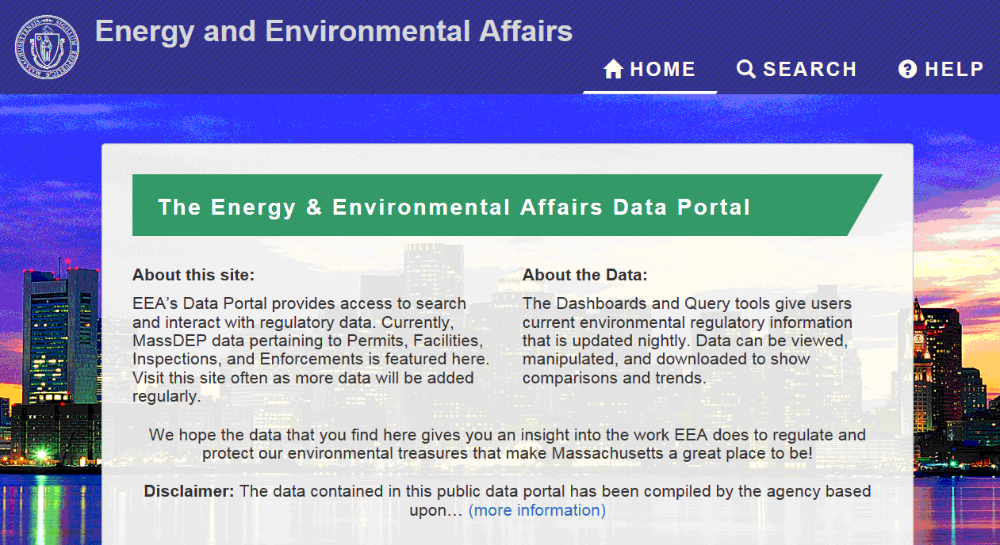 Energy and Environmental Affairs
HOME
SEARCH
HELP
The Energy & Environmental Affairs Data Portal
About this site:
EEA’s Data Portal provides access to search
and interact with regulatory data. Currently,
MassDEP data pertaining to Permits, Facilities,
Inspections, and Enforcements is featured here.
Visit this site often as more data will be added
regularly.
About the Data:
The Dashboards and Query tools give users
current environmental regulatory information
that is updated nightly. Data can be viewed,
manipulated, and downloaded to show
comparisons and trends.
We hope the data that you find here gives you an insight into the work EEA does to regulate and
protect our environmental treasures that make Massachusetts a great place to be!
Disclaimer: The data contained in this public data portal has been compiled by the agency based
upon… (more information)